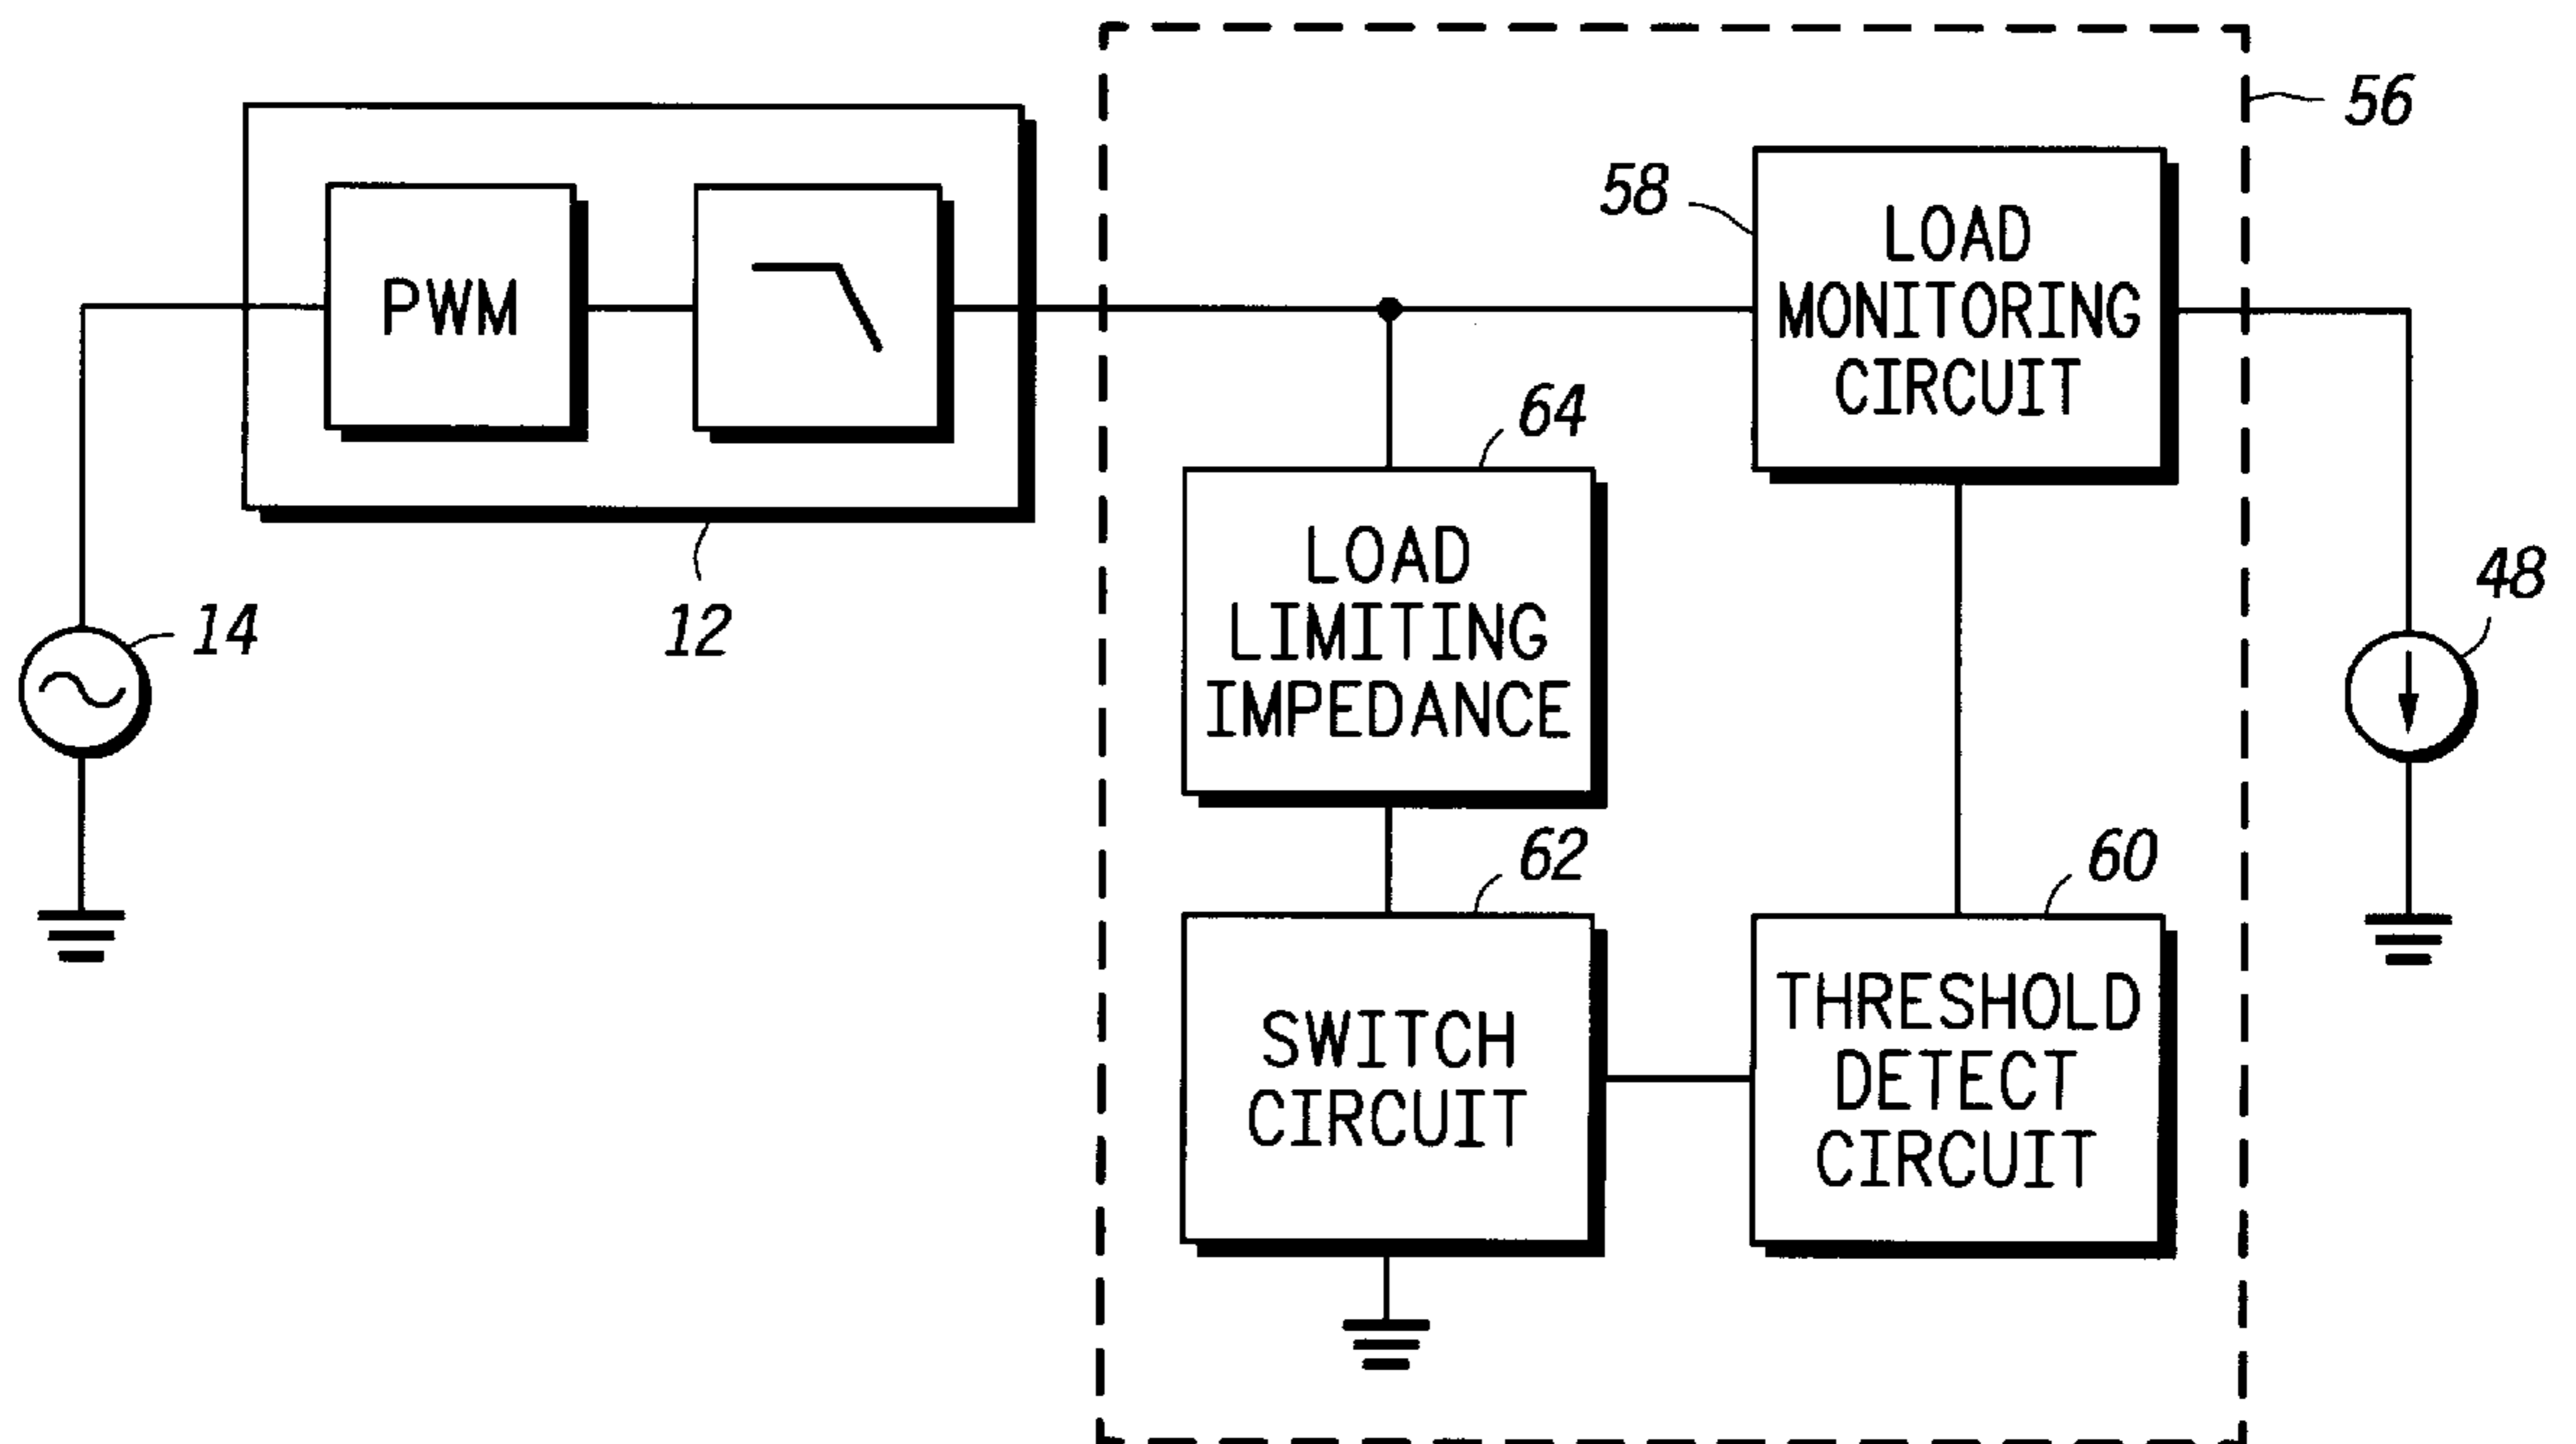 56
58
LOAD
MONITORING
CIRCUIT
PWM
64
12
14
LOAD
LIMITING
IMPEDANCE
48
62
60
SWITCH
CIRCUIT
THRESHOLD
DETECT
CIRCUIT